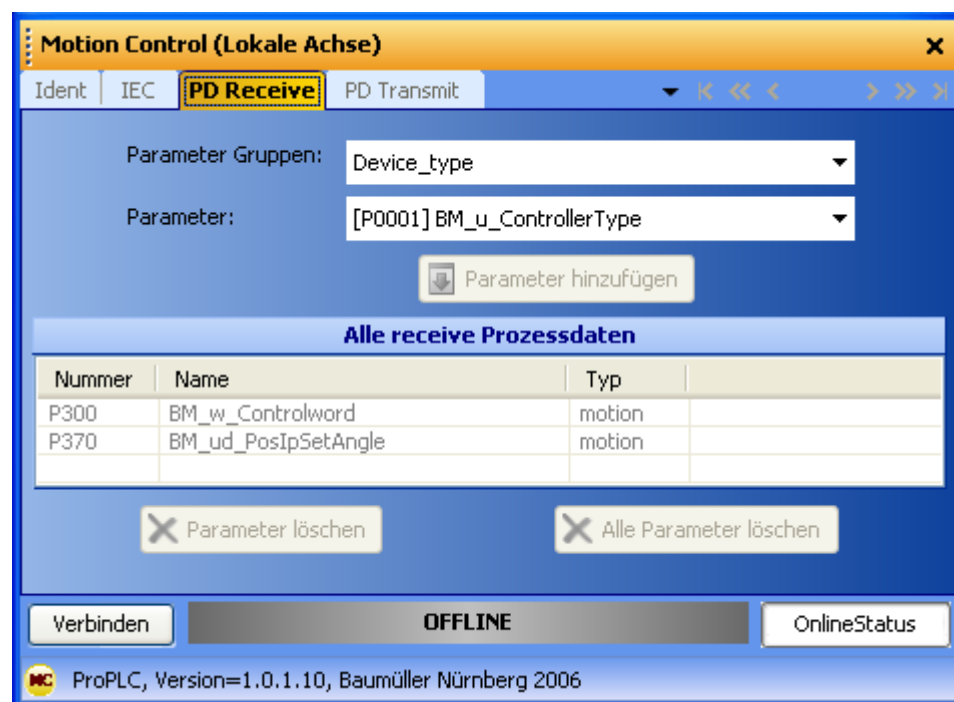 Motion Control (Lokale Achse)
Ident IEC PD Receive PD Transmit
Parameter Gruppen: Device_type
Parameter: [P0001] BM_u_ControllerType
Parameter hinzufügen
Alle receive Prozessdaten
Nummer Name Typ
P300 BM_w_Controlword motion
P370 BM_ud_PosIpSetAngle motion
Parameter löschen Alle Parameter löschen
Verbinden OFFLINE OnlineStatus
MC ProPLC, Version=1.0.1.10, Baumüller Nürnberg 2006